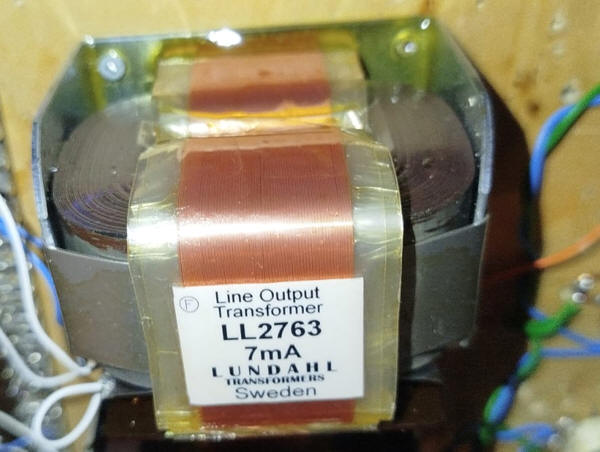 Ⓕ Line Output
Transformer
LL2763
7mA
LUNDAHL
TRANSFORMERS
Sweden